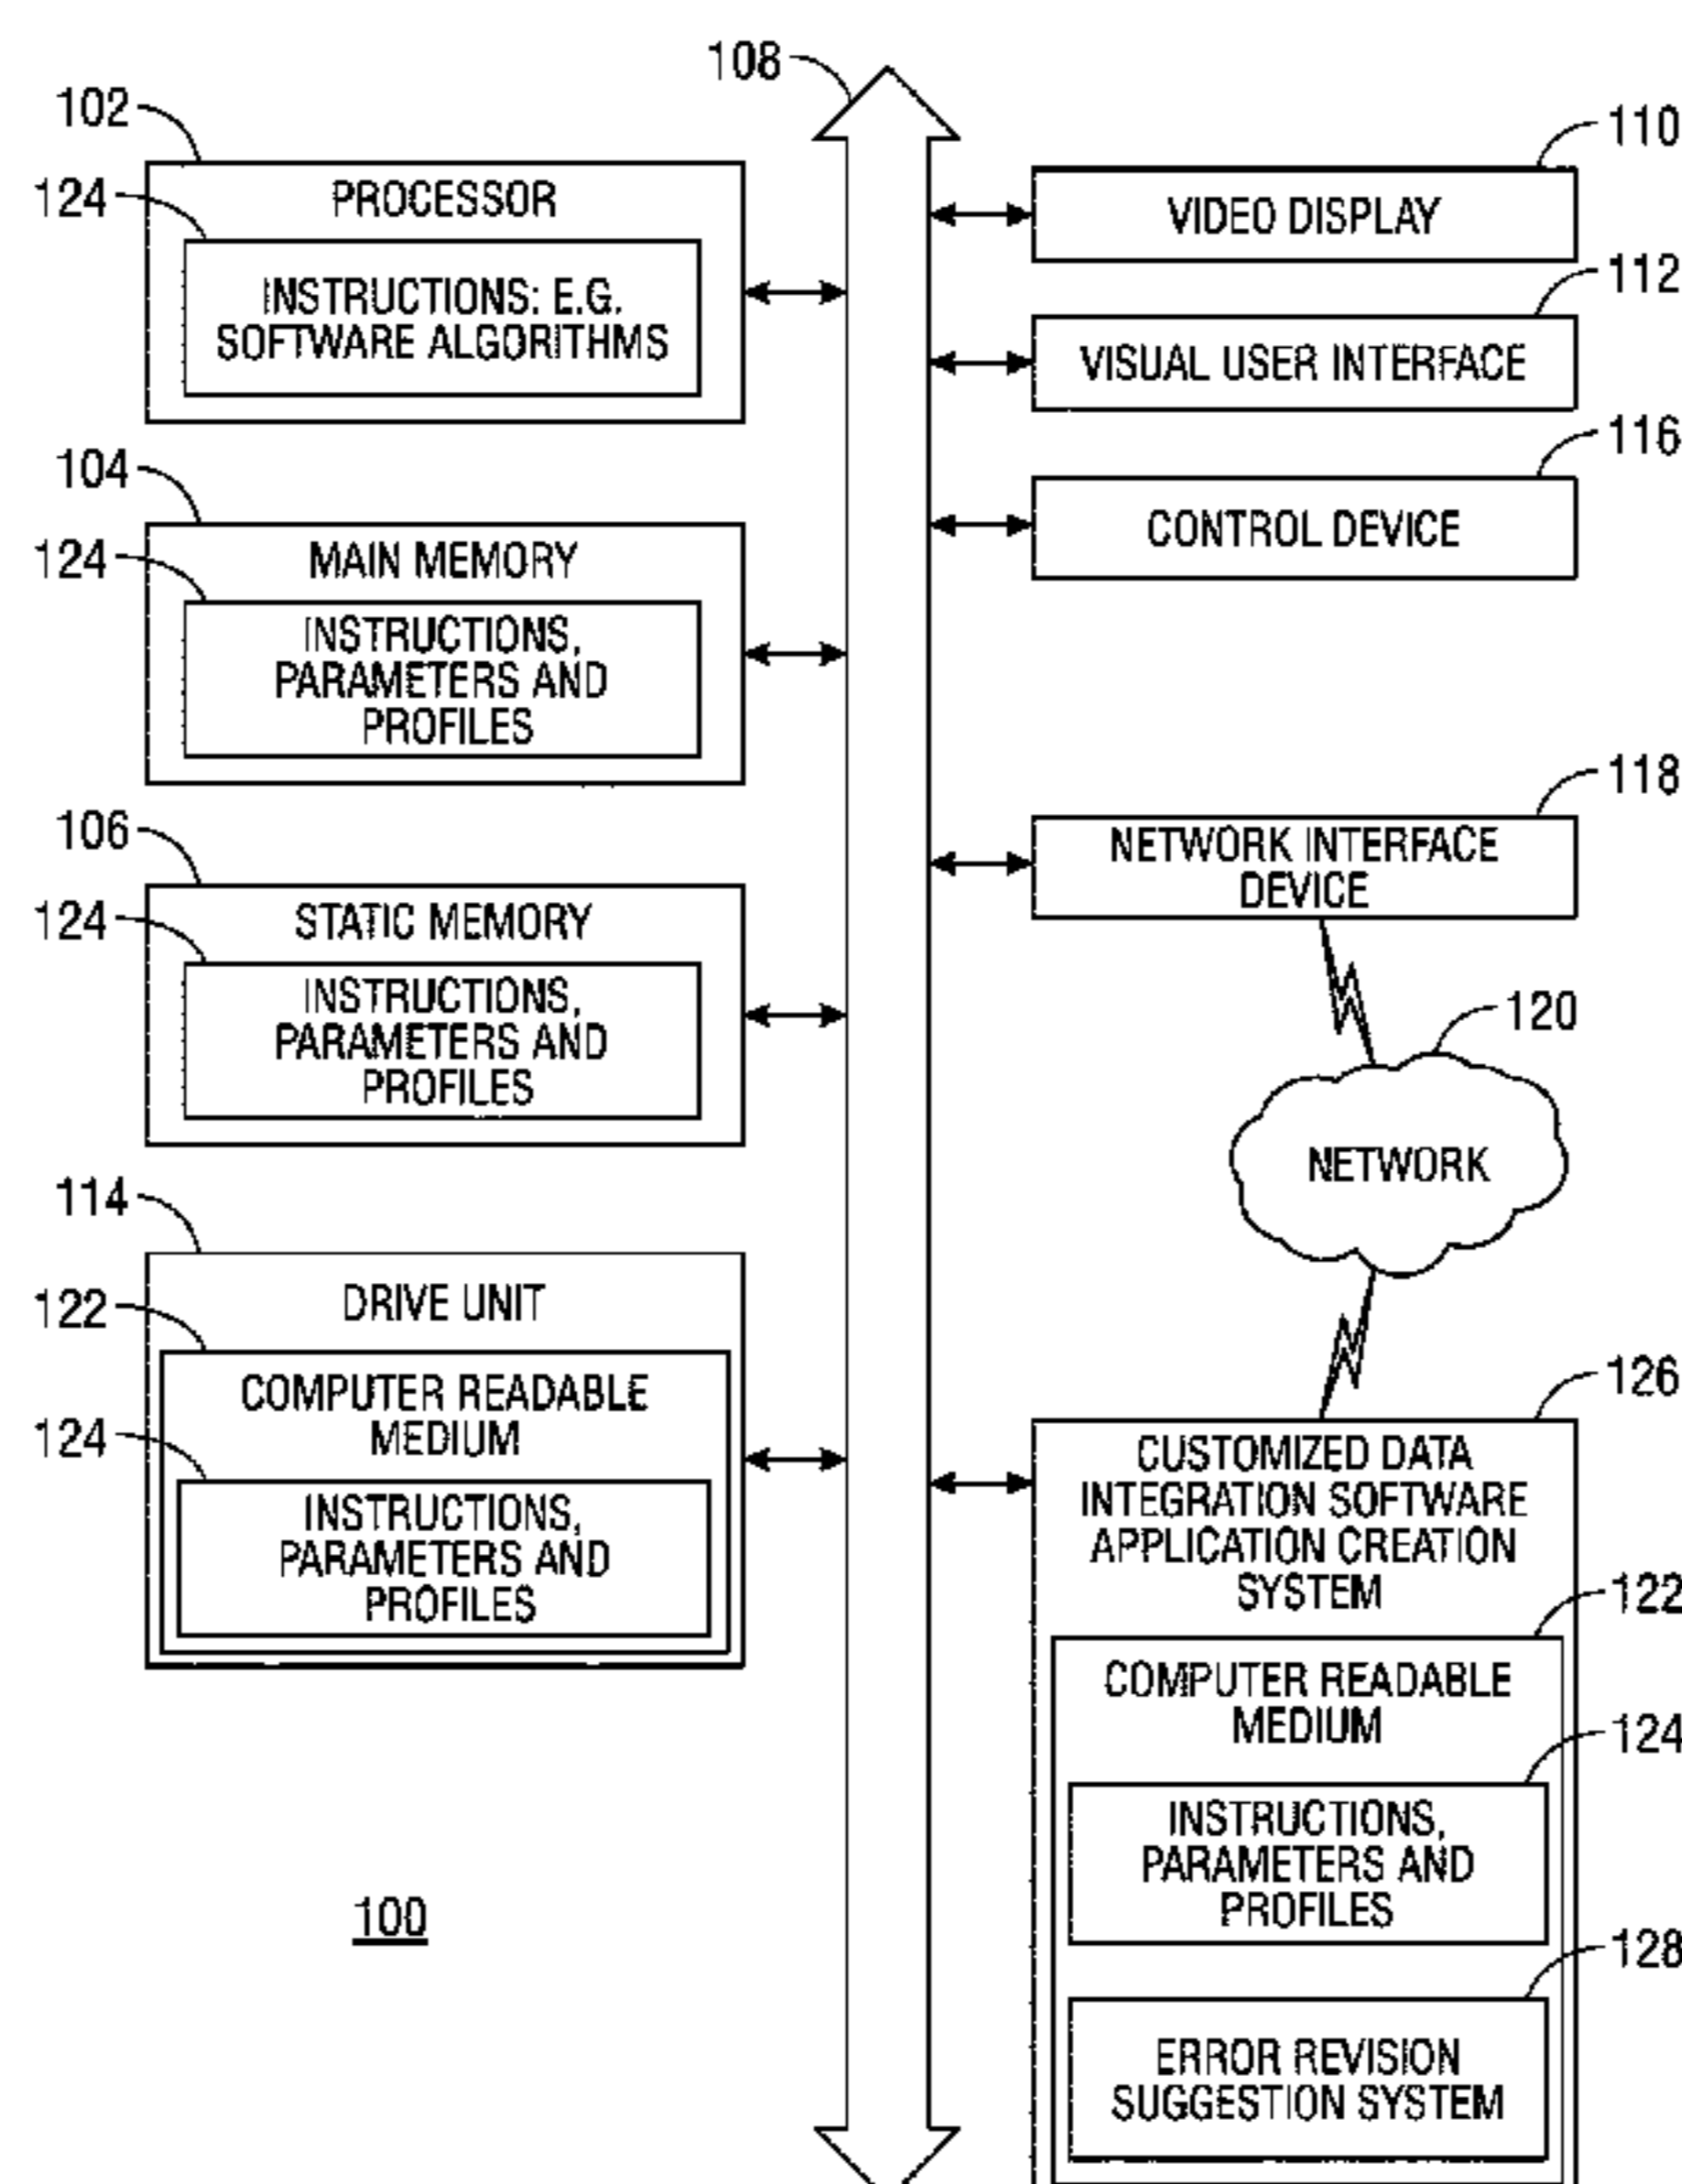 108
102
124
PROCESSOR
INSTRUCTIONS: E.G.
SOFTWARE ALGORITHMS
104
124
MAIN MEMORY
INSTRUCTIONS,
PARAMETERS AND
PROFILES
106
124
STATIC MEMORY
INSTRUCTIONS,
PARAMETERS AND
PROFILES
114
122
DRIVE UNIT
COMPUTER READABLE
MEDIUM
124
INSTRUCTIONS,
PARAMETERS AND
PROFILES
100
110
VIDEO DISPLAY
112
VISUAL USER INTERFACE
116
CONTROL DEVICE
118
NETWORK INTERFACE
DEVICE
120
NETWORK
126
CUSTOMIZED DATA
INTEGRATION SOFTWARE
APPLICATION CREATION
SYSTEM
122
COMPUTER READABLE
MEDIUM
124
INSTRUCTIONS,
PARAMETERS AND
PROFILES
128
ERROR REVISION
SUGGESTION SYSTEM